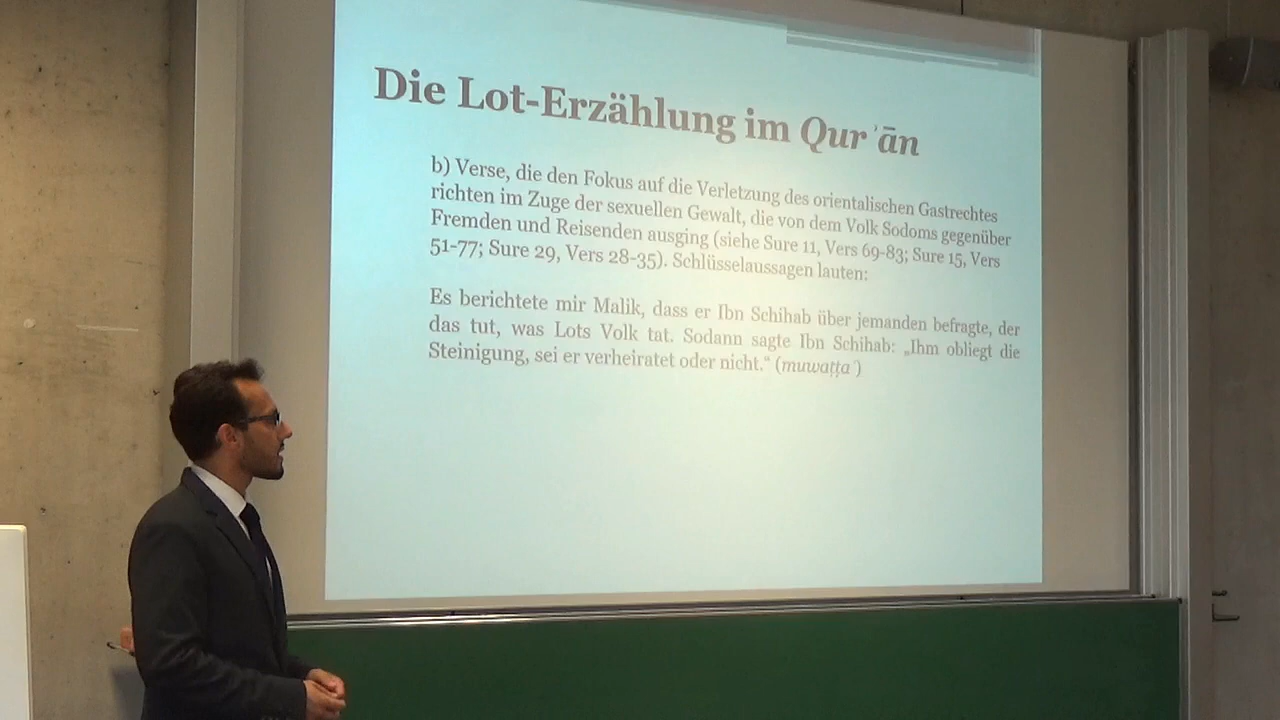 Die Lot-Erzählung im Qurʾān
b) Verse, die den Fokus auf die Verletzung des orientalischen Gastrechtes
richten im Zuge der sexuellen Gewalt, die von dem Volk Sodoms gegenüber
Fremden und Reisenden ausging (siehe Sure 11, Vers 69-83; Sure 15, Vers
51-77; Sure 29, Vers 28-35). Schlüsselaussagen lauten:
Es berichtete mir Malik, dass er Ibn Schihab über jemanden befragte, der
das tut, was Lots Volk tat. Sodann sagte Ibn Schihab: „Ihm obliegt die
Steinigung, sei er verheiratet oder nicht.“ (muwaṭṭaʾ)